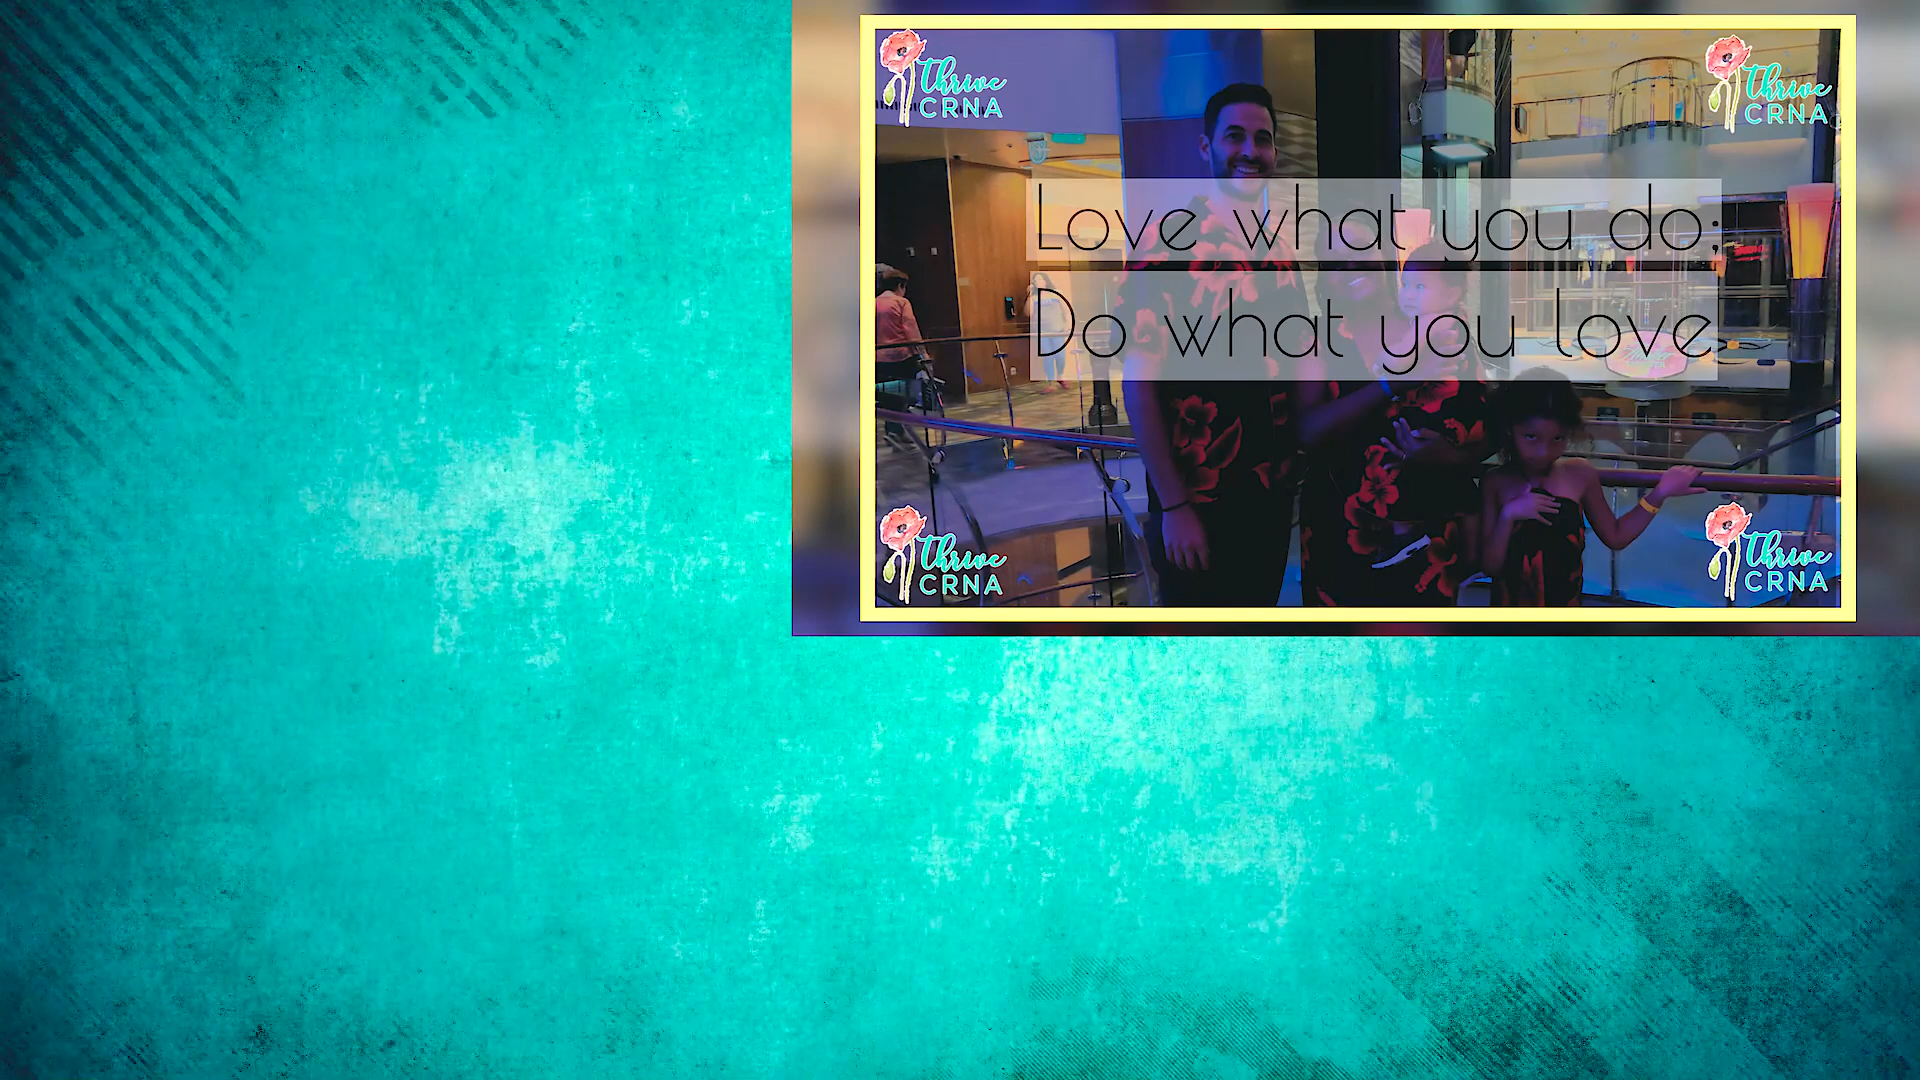 Thrive
CRNA
Thrive
CRNA
Love what you do;
Do what you love
Thrive
CRNA
Thrive
CRNA